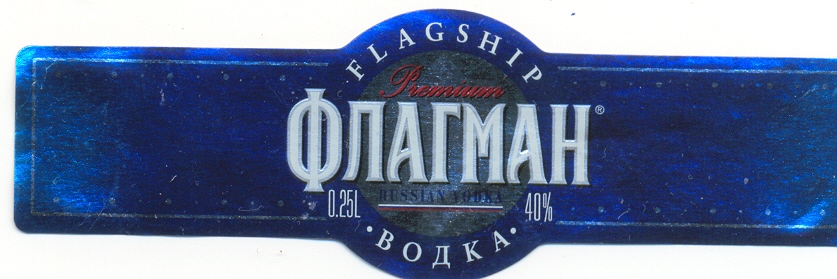 FLAGSHIP
Premium
ФЛАГМАН®
RUSSIAN VODKA
0.25L 40%
• ВОДКА •